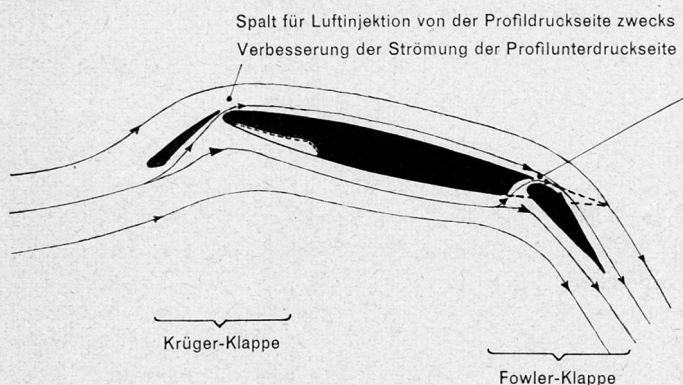 Spalt für Luftinjektion von der Profildruckseite zwecks
Verbesserung der Strömung der Profilunterdruckseite
Krüger-Klappe
Fowler-Klappe